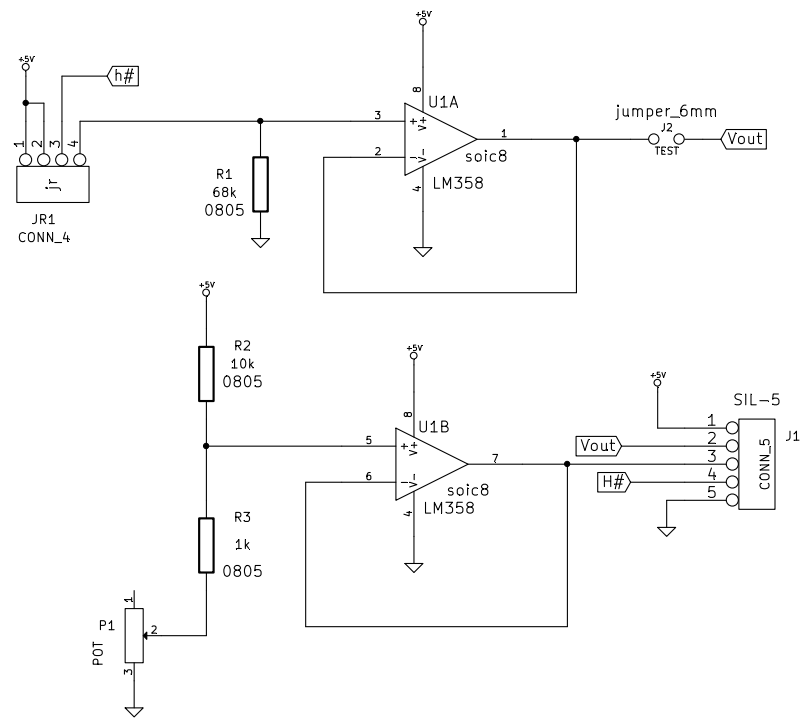 +5V
+5V
h#
8
U1A
jumper_6mm
1
2
3
4
3
+
+
V
1
J2
Vout
2
−
V
−
soic8
TEST
jr
R1
68k
0805
4
LM358
JR1
CONN_4
+5V
R2
10k
0805
+5V
+5V
8
U1B
SIL-5
1
J1
5
+
+
V
Vout
2
7
3
CONN_5
6
−
V
−
H#
4
soic8
5
4
LM358
R3
1k
0805
1
P1
2
POT
3